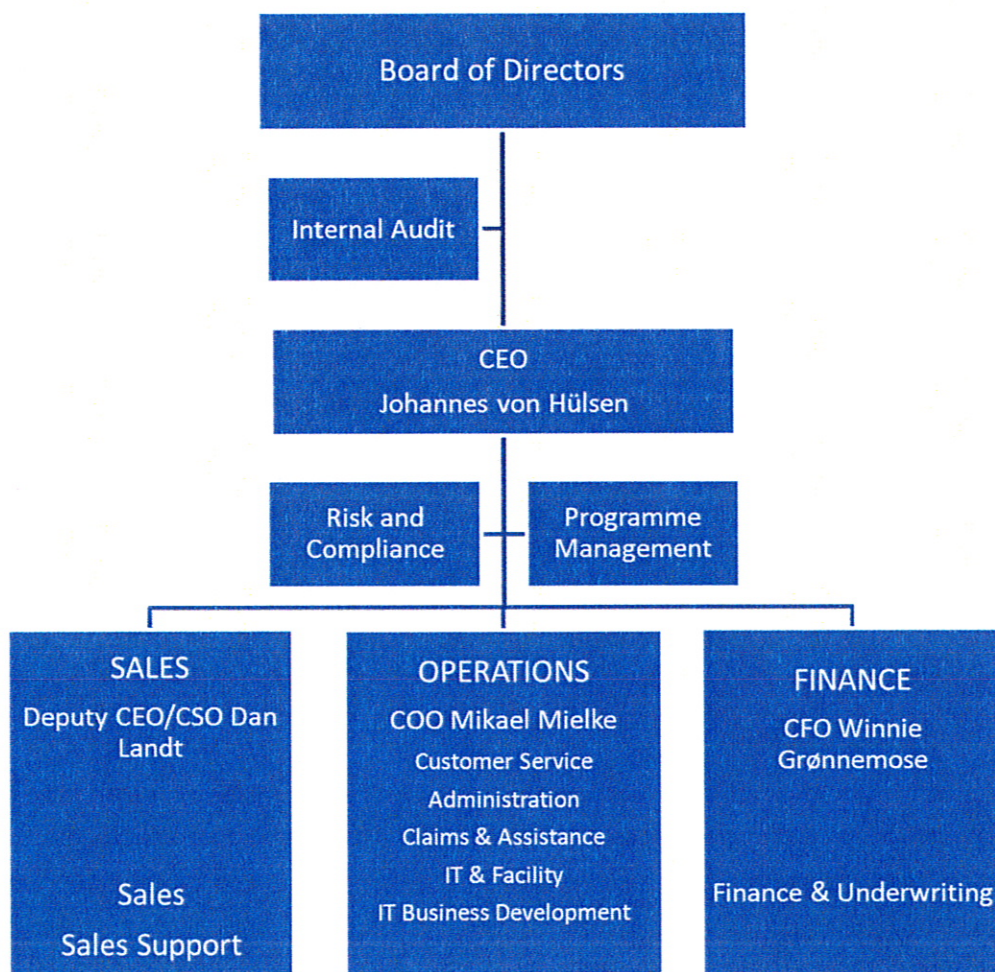 Board of Directors
Internal Audit
CEO
Johannes von Hülsen
Risk and
Compliance
Programme
Management
SALES
Deputy CEO/CSO Dan
Landt
Sales
Sales Support
OPERATIONS
COO Mikael Mielke
Customer Service
Administration
Claims & Assistance
IT & Facility
IT Business Development
FINANCE
CFO Winnie
Grønnemose
Finance & Underwriting